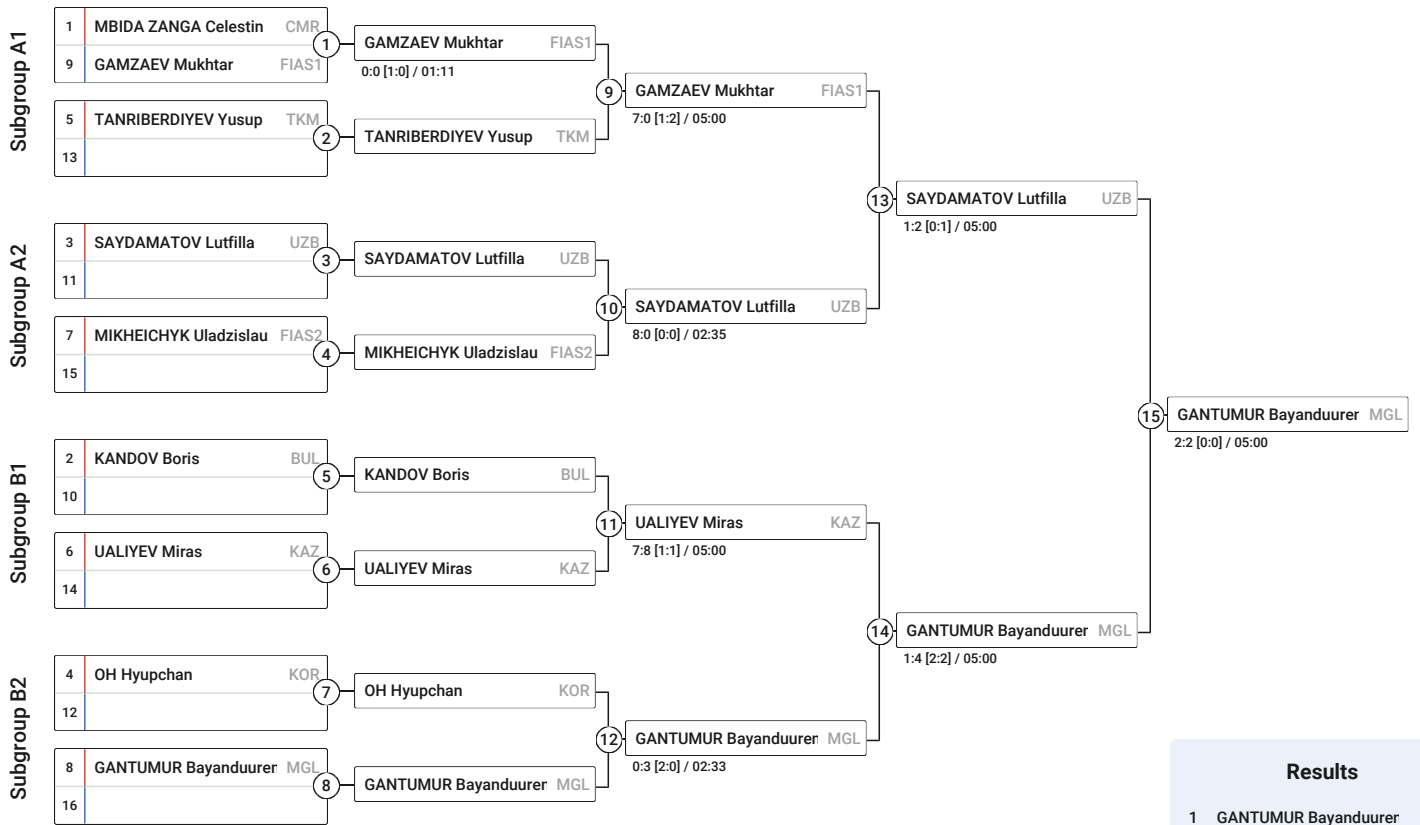 Subgroup A1
1 MBIDA ZANGA Celestin CMR
9 GAMZAEV Mukhtar FIAS1
1
GAMZAEV Mukhtar FIAS1
0:0 [1:0] / 01:11
5 TANRIBERDIYEV Yusup TKM
13
2
TANRIBERDIYEV Yusup TKM
9
GAMZAEV Mukhtar FIAS1
7:0 [1:2] / 05:00
Subgroup A2
3 SAYDAMATOV Lutfilla UZB
11
3
SAYDAMATOV Lutfilla UZB
7 MIKHEICHYK Uladzislau FIAS2
15
4
MIKHEICHYK Uladzislau FIAS2
10
SAYDAMATOV Lutfilla UZB
8:0 [0:0] / 02:35
13
SAYDAMATOV Lutfilla UZB
1:2 [0:1] / 05:00
Subgroup B1
2 KANDOV Boris BUL
10
5
KANDOV Boris BUL
6 UALIYEV Miras KAZ
14
6
UALIYEV Miras KAZ
11
UALIYEV Miras KAZ
7:8 [1:1] / 05:00
Subgroup B2
4 OH Hyupchan KOR
12
7
OH Hyupchan KOR
8 GANTUMUR Bayanduuren MGL
16
8
GANTUMUR Bayanduuren MGL
12
GANTUMUR Bayanduuren MGL
0:3 [2:0] / 02:33
14
GANTUMUR Bayanduuren MGL
1:4 [2:2] / 05:00
15
GANTUMUR Bayanduuren MGL
2:2 [0:0] / 05:00
Results
1 GANTUMUR Bayanduuren